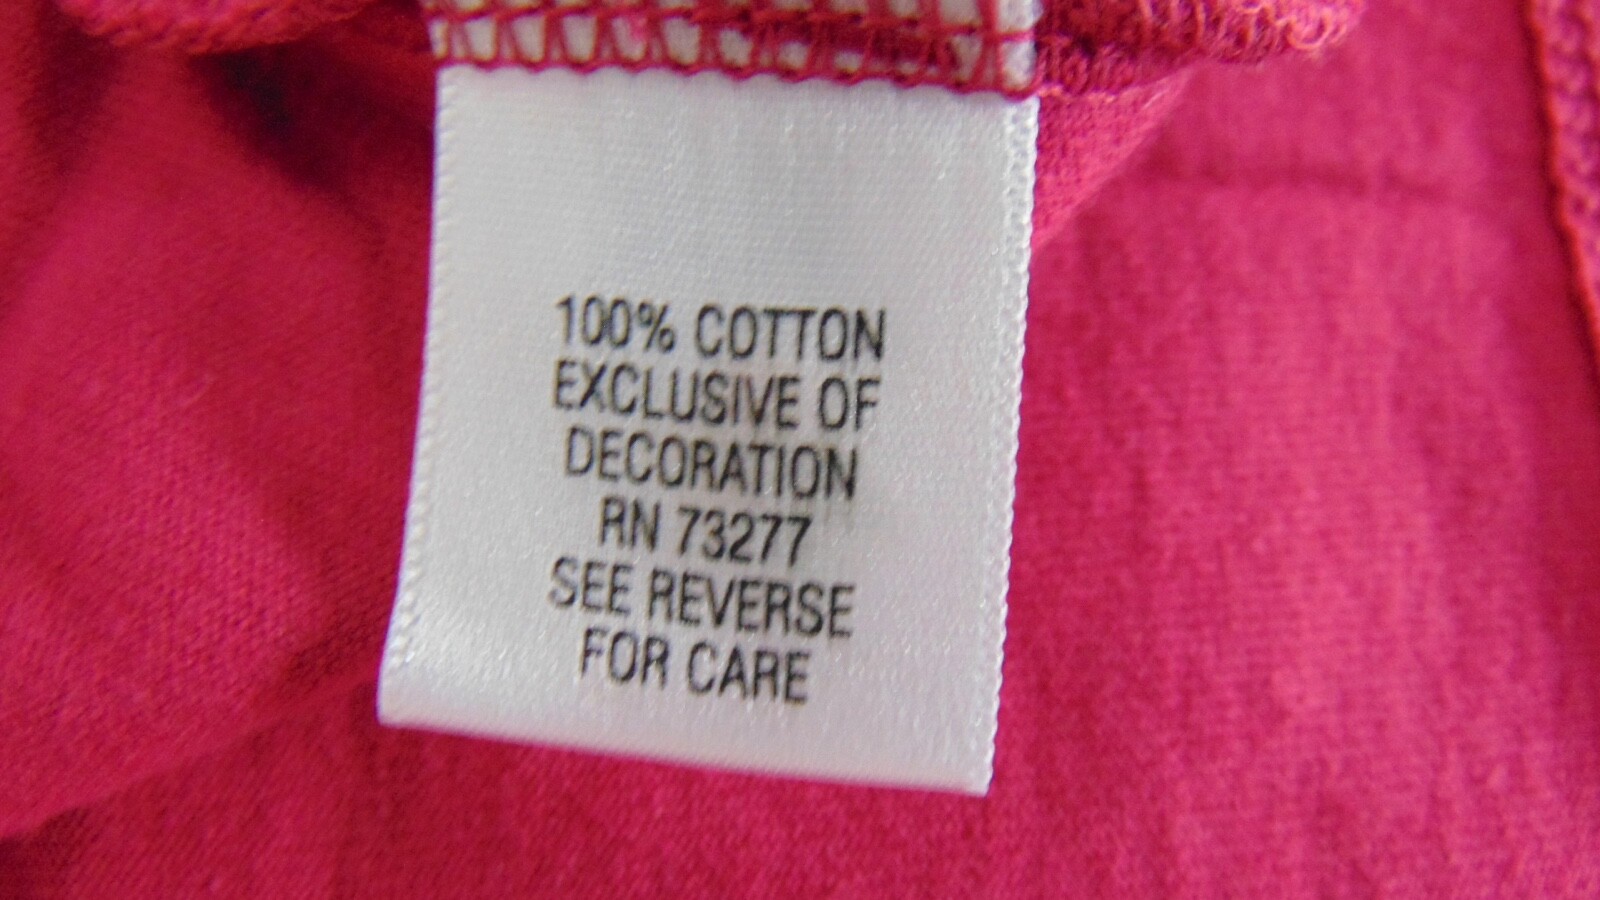 100% COTTON
EXCLUSIVE OF
DECORATION
RN 73277
SEE REVERSE
FOR CARE